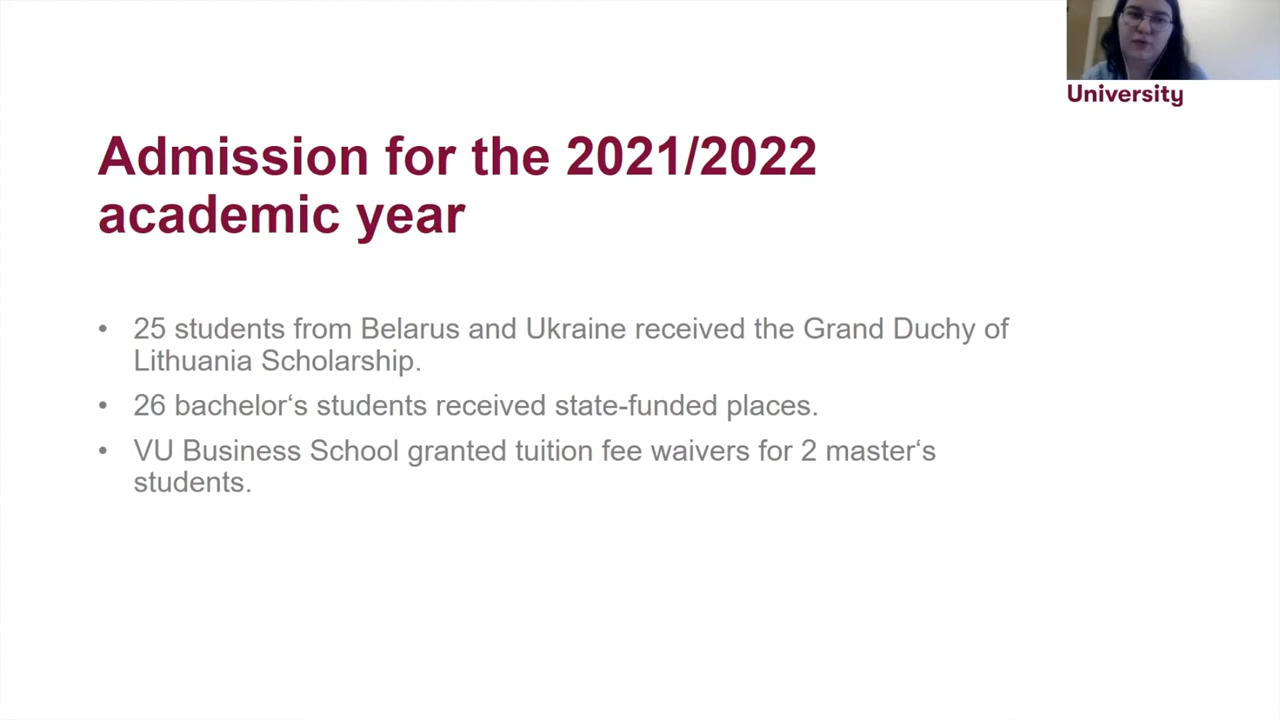 University
Admission for the 2021/2022
academic year
• 25 students from Belarus and Ukraine received the Grand Duchy of
Lithuania Scholarship.
• 26 bachelor‘s students received state-funded places.
• VU Business School granted tuition fee waivers for 2 master‘s
students.